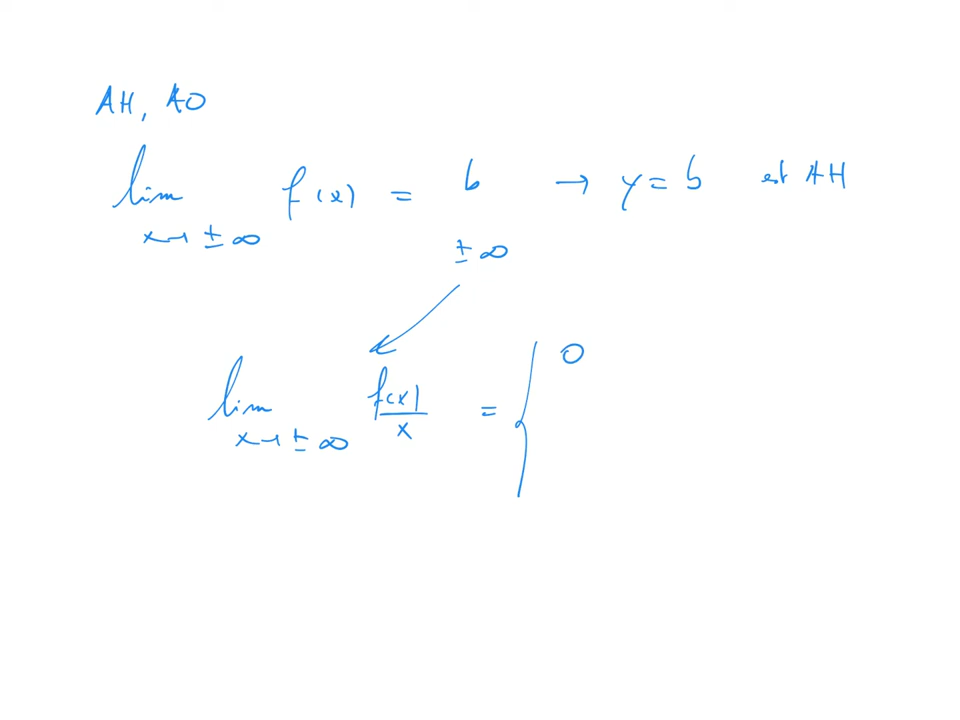 AH, AO
lim f(x) = b → y = b est AH
x→ ± ∞
± ∞
lim f(x)/x = { 0
x→ ± ∞